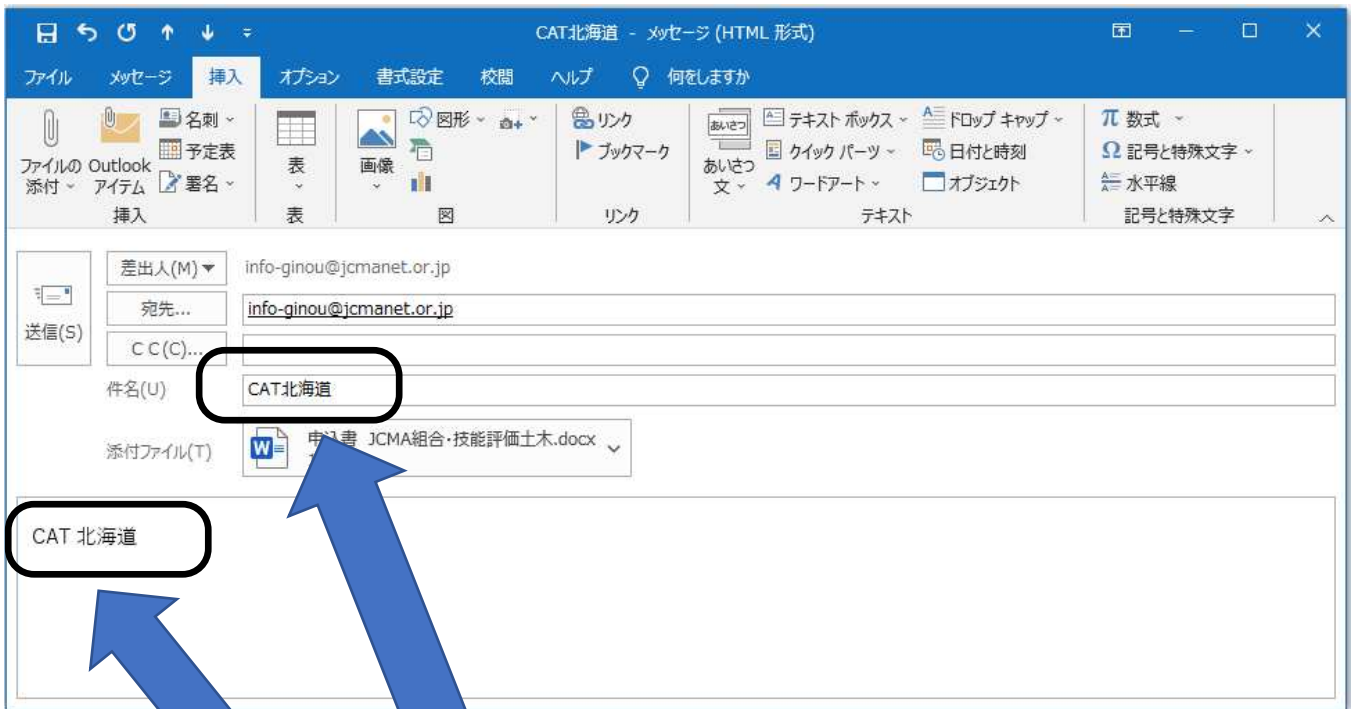 CAT北海道 - メッセージ (HTML 形式)
ファイル メッセージ 挿入 オプション 書式設定 校閲 ヘルプ 何をしますか
ファイルの添付 Outlook アイテム 名刺 予定表 署名
挿入
表
表
画像 図形
図
リンク
ブックマーク
リンク
あいさつ
あいさつ文
テキスト ボックス ドロップ キャップ
クイック パーツ 日付と時刻
ワードアート オブジェクト
テキスト
π 数式
Ω 記号と特殊文字
水平線
記号と特殊文字
送信(S)
差出人(M) info-ginou@jcmanet.or.jp
宛先... info-ginou@jcmanet.or.jp
C C(C)...
件名(U) CAT北海道
添付ファイル(T) 申込書 JCMA組合・技能評価土木.docx
CAT 北海道